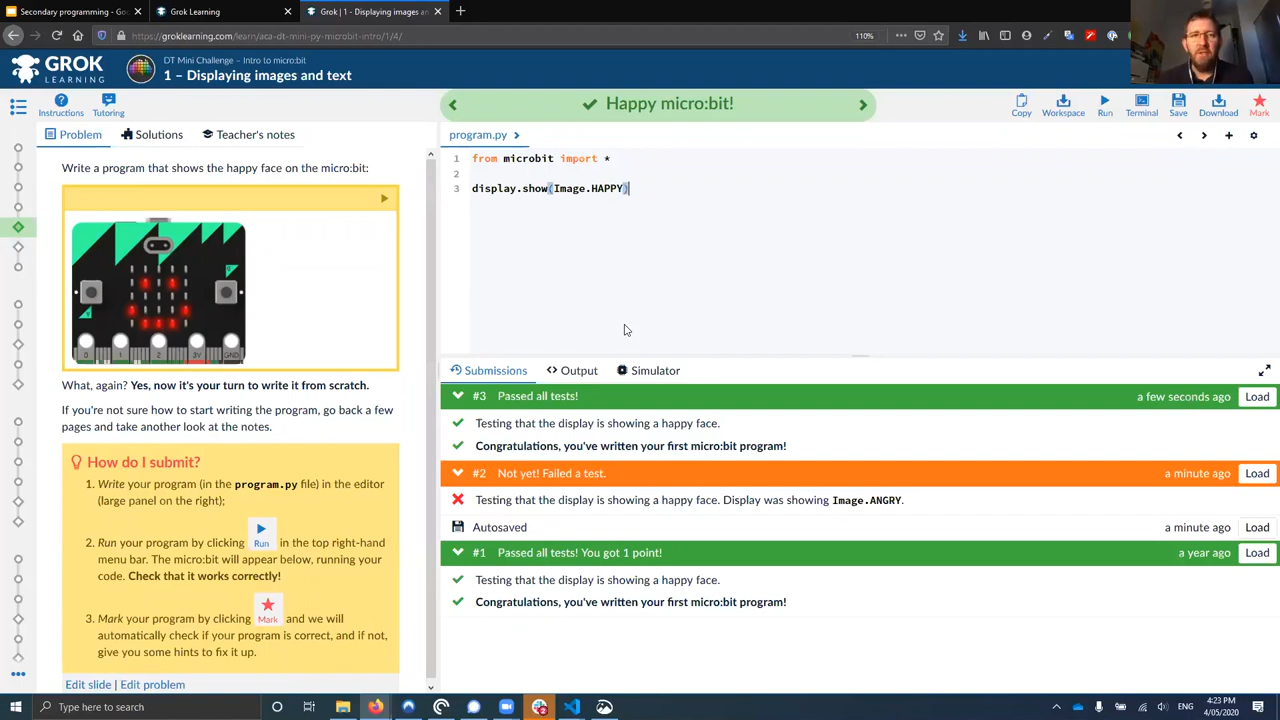 Secondary programming - Goo
Grok Learning
Grok | 1 - Displaying images and
https://groklearning.com/learn/aca-dt-mini-py-microbit-intro/1/4/
110%
GROK
LEARNING
DT Mini Challenge – Intro to micro:bit
1 – Displaying images and text
Instructions
Tutoring
Happy micro:bit!
Copy
Workspace
Run
Terminal
Save
Download
Mark
Problem
Solutions
Teacher's notes
program.py
Write a program that shows the happy face on the micro:bit:
0 1 2 3V GND
What, again? Yes, now it's your turn to write it from scratch.
If you're not sure how to start writing the program, go back a few
pages and take another look at the notes.
How do I submit?
1. Write your program (in the program.py file) in the editor
(large panel on the right);
2. Run your program by clicking Run in the top right-hand
menu bar. The micro:bit will appear below, running your
code. Check that it works correctly!
3. Mark your program by clicking Mark and we will
automatically check if your program is correct, and if not,
give you some hints to fix it up.
Edit slide | Edit problem
1 from microbit import *
2
3 display.show(Image.HAPPY)
Submissions
Output
Simulator
#3 Passed all tests! a few seconds ago Load
Testing that the display is showing a happy face.
Congratulations, you've written your first micro:bit program!
#2 Not yet! Failed a test. a minute ago Load
Testing that the display is showing a happy face. Display was showing Image.ANGRY.
Autosaved a minute ago Load
#1 Passed all tests! You got 1 point! a year ago Load
Testing that the display is showing a happy face.
Congratulations, you've written your first micro:bit program!
Type here to search
ENG
4:23 PM
4/05/2020